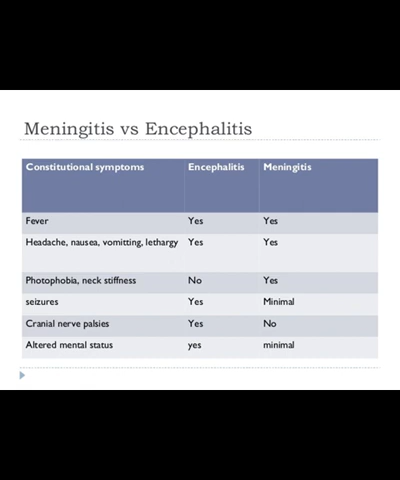 Meningitis vs Encephalitis
Constitutional symptoms Encephalitis Meningitis
Fever Yes Yes
Headache, nausea, vomitting, lethargy Yes Yes
Photophobia, neck stiffness No Yes
seizures Yes Minimal
Cranial nerve palsies Yes No
Altered mental status yes minimal